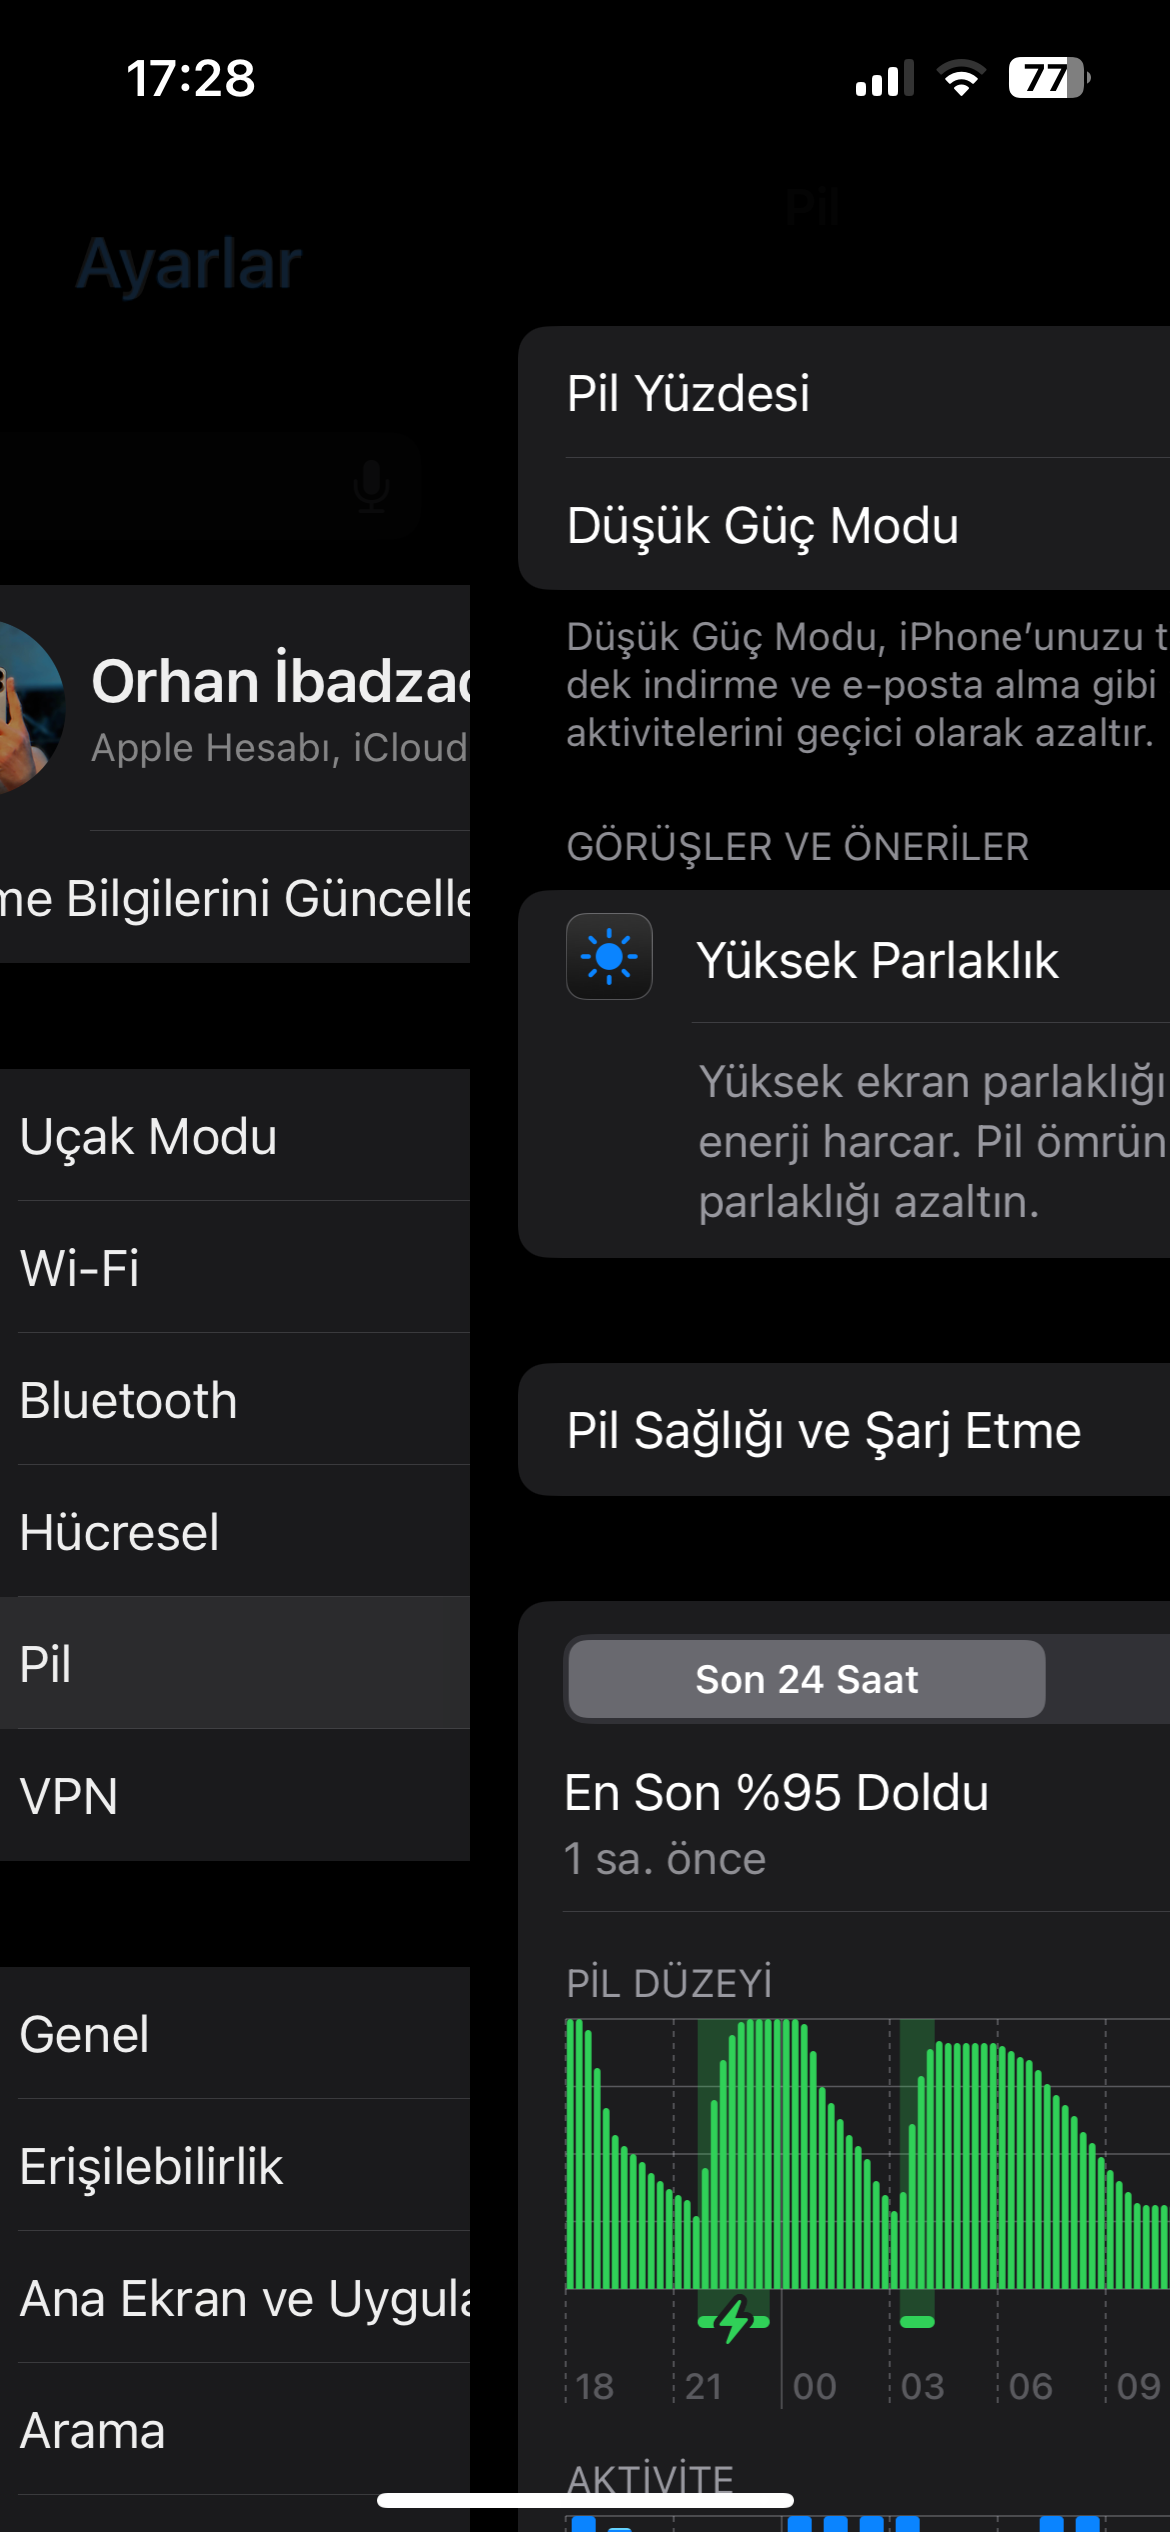 17:28
77
Pil
Ayarlar
Orhan İbadzad
Apple Hesabı, iCloud
me Bilgilerini Güncelle
Uçak Modu
Wi-Fi
Bluetooth
Hücresel
Pil
VPN
Genel
Erişilebilirlik
Ana Ekran ve Uygula
Arama
Pil Yüzdesi
Düşük Güç Modu
Düşük Güç Modu, iPhone’unuzu t
dek indirme ve e-posta alma gibi
aktivitelerini geçici olarak azaltır.
GÖRÜŞLER VE ÖNERİLER
Yüksek Parlaklık
Yüksek ekran parlaklığı
enerji harcar. Pil ömrün
parlaklığı azaltın.
Pil Sağlığı ve Şarj Etme
Son 24 Saat
En Son %95 Doldu
1 sa. önce
PİL DÜZEYİ
18 21 00 03 06 09
AKTİVİTE